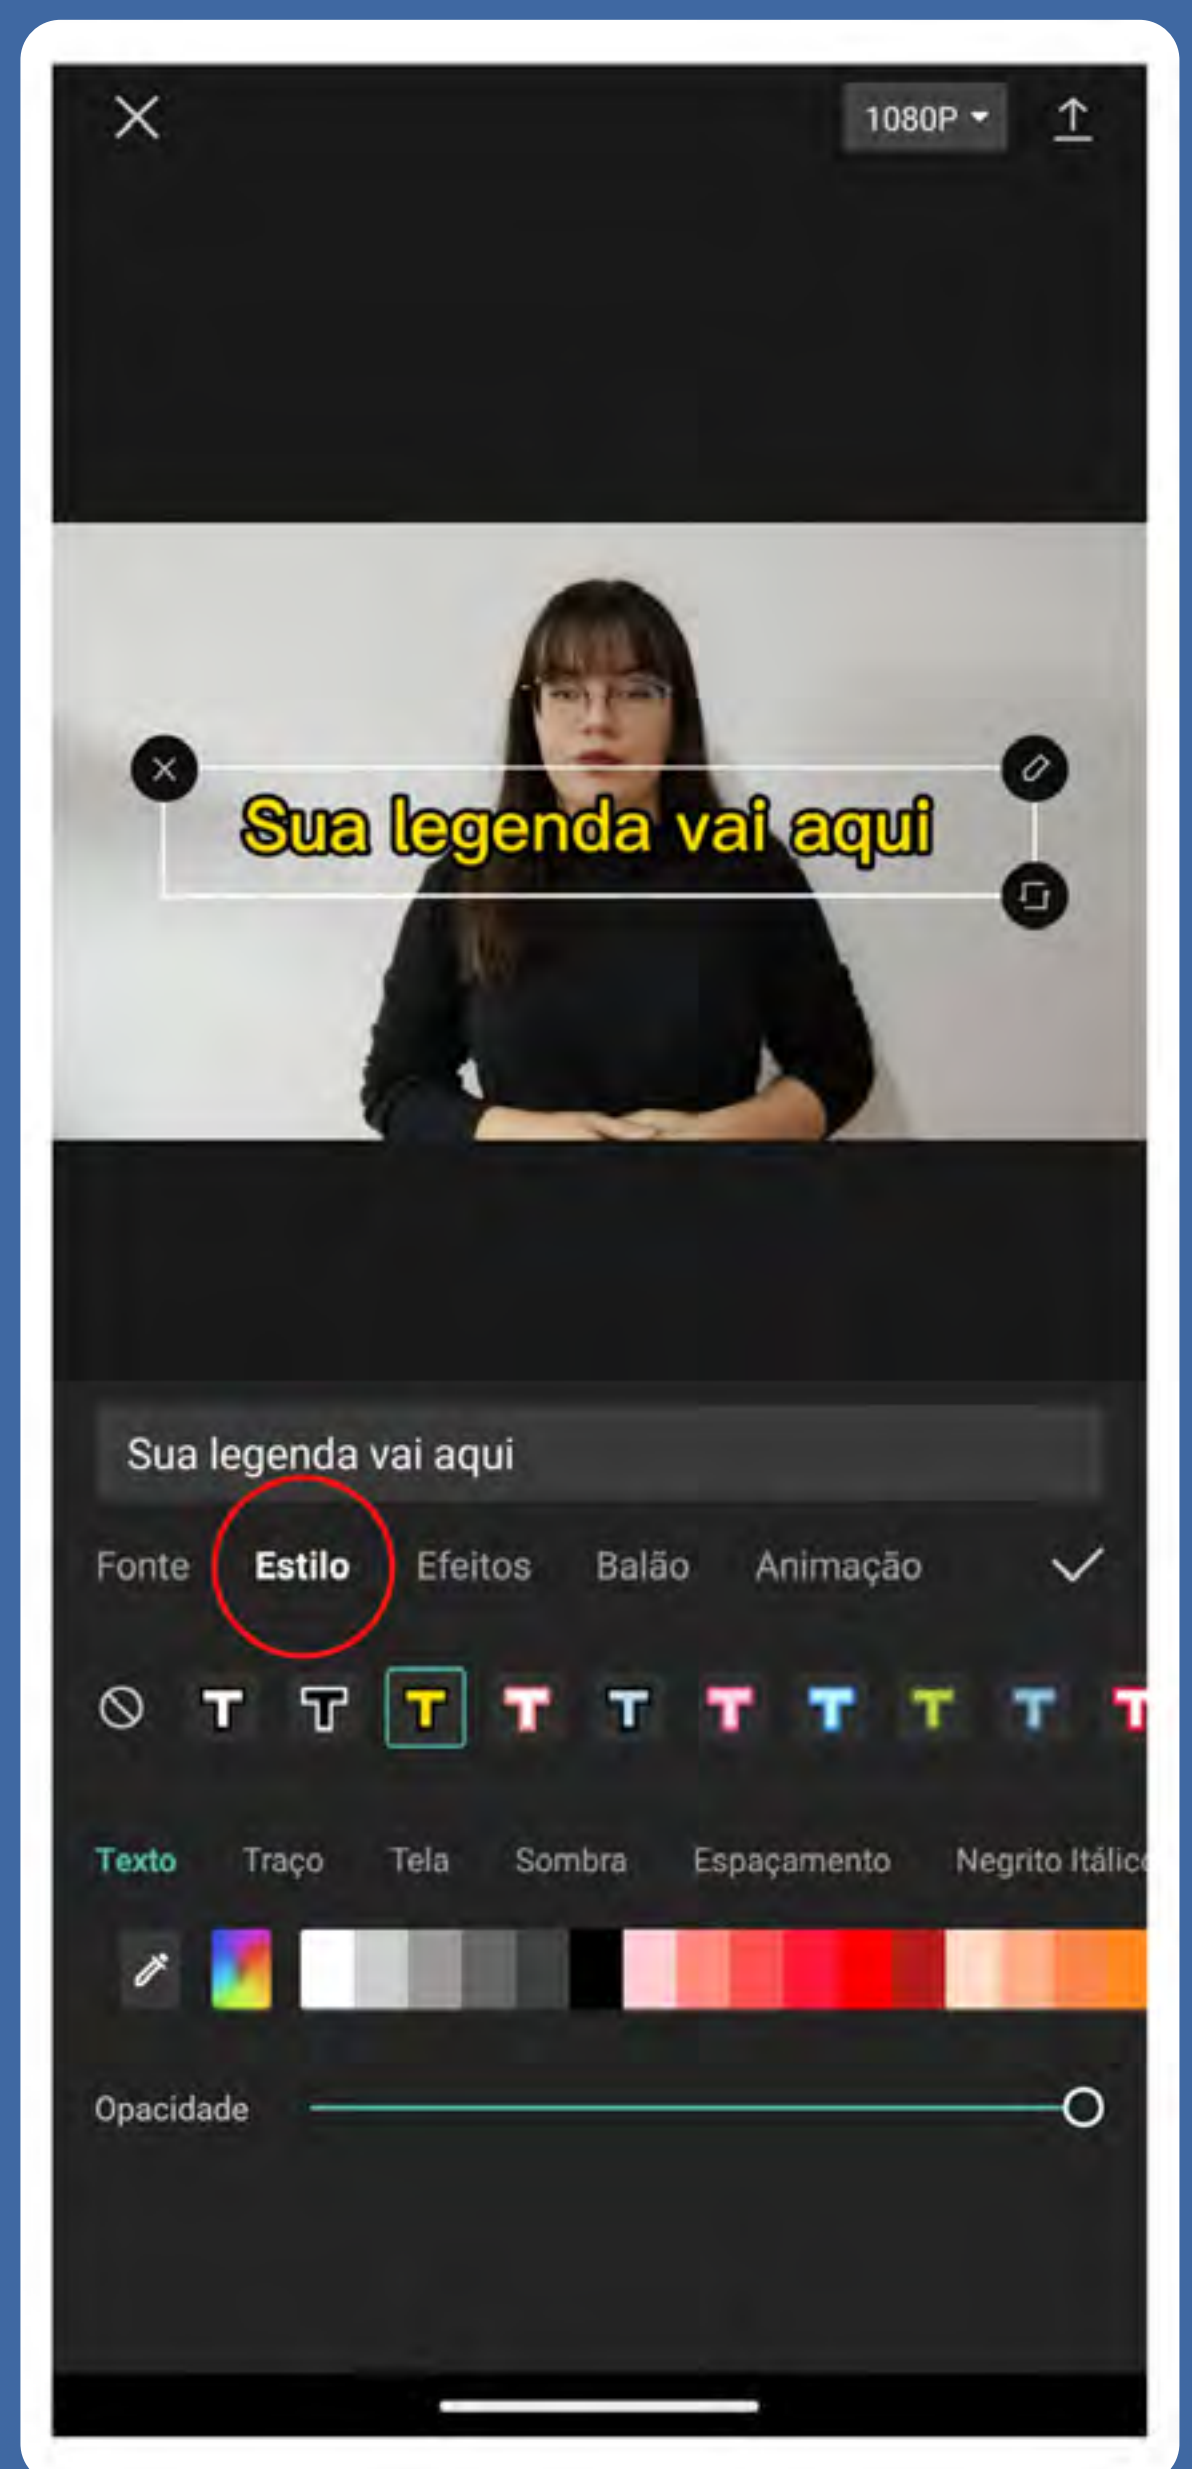 1080P
Sua legenda vai aqui
Sua legenda vai aqui
Fonte Estilo Efeitos Balão Animação
T T T T T T T T T T
Texto Traço Tela Sombra Espaçamento Negrito Itálico
Opacidade